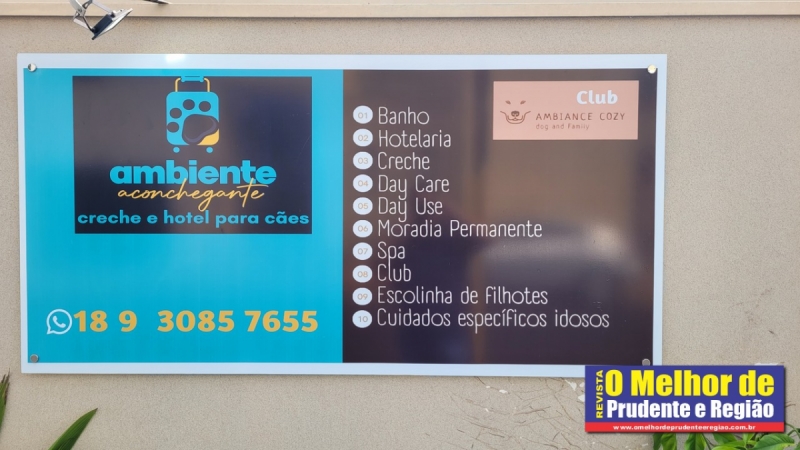 ambiente
aconchegante
creche e hotel para cães
18 9 3085 7655
01 Banho
02 Hotelaria
03 Creche
04 Day Care
05 Day Use
06 Moradia Permanente
07 Spa
08 Club
09 Escolinha de filhotes
10 Cuidados específicos idosos
Club
AMBIANCE COZY
dog and Family
REVISTA
O Melhor de
Prudente e Região
www.omelhordeprudenteeregiao.com.br